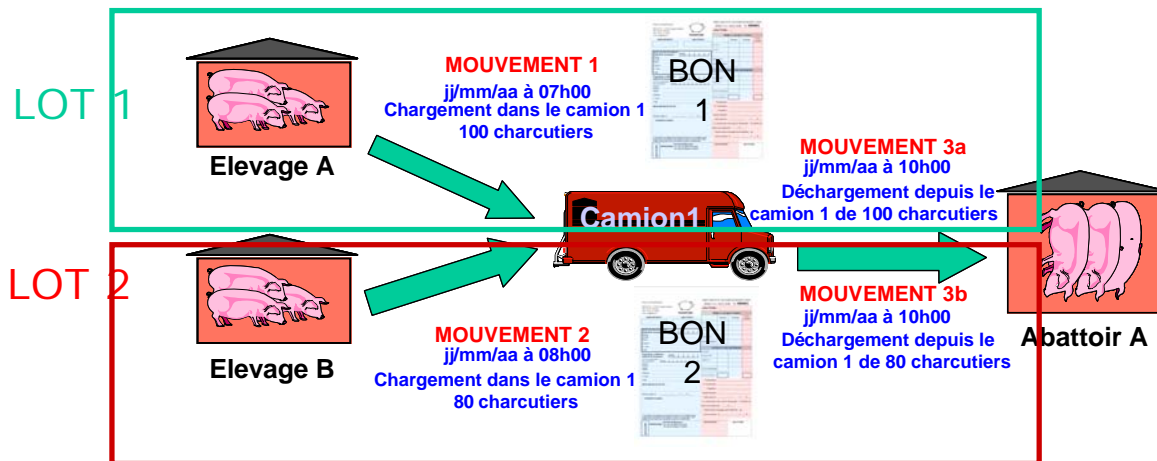 LOT 1
Elevage A
MOUVEMENT 1
jj/mm/aa à 07h00
Chargement dans le camion 1
100 charcutiers
BON
1
MOUVEMENT 3a
jj/mm/aa à 10h00
Déchargement depuis le
camion 1 de 100 charcutiers
Camion1
LOT 2
Elevage B
MOUVEMENT 2
jj/mm/aa à 08h00
Chargement dans le camion 1
80 charcutiers
BON
2
MOUVEMENT 3b
jj/mm/aa à 10h00
Déchargement depuis le
camion 1 de 80 charcutiers
Abattoir A